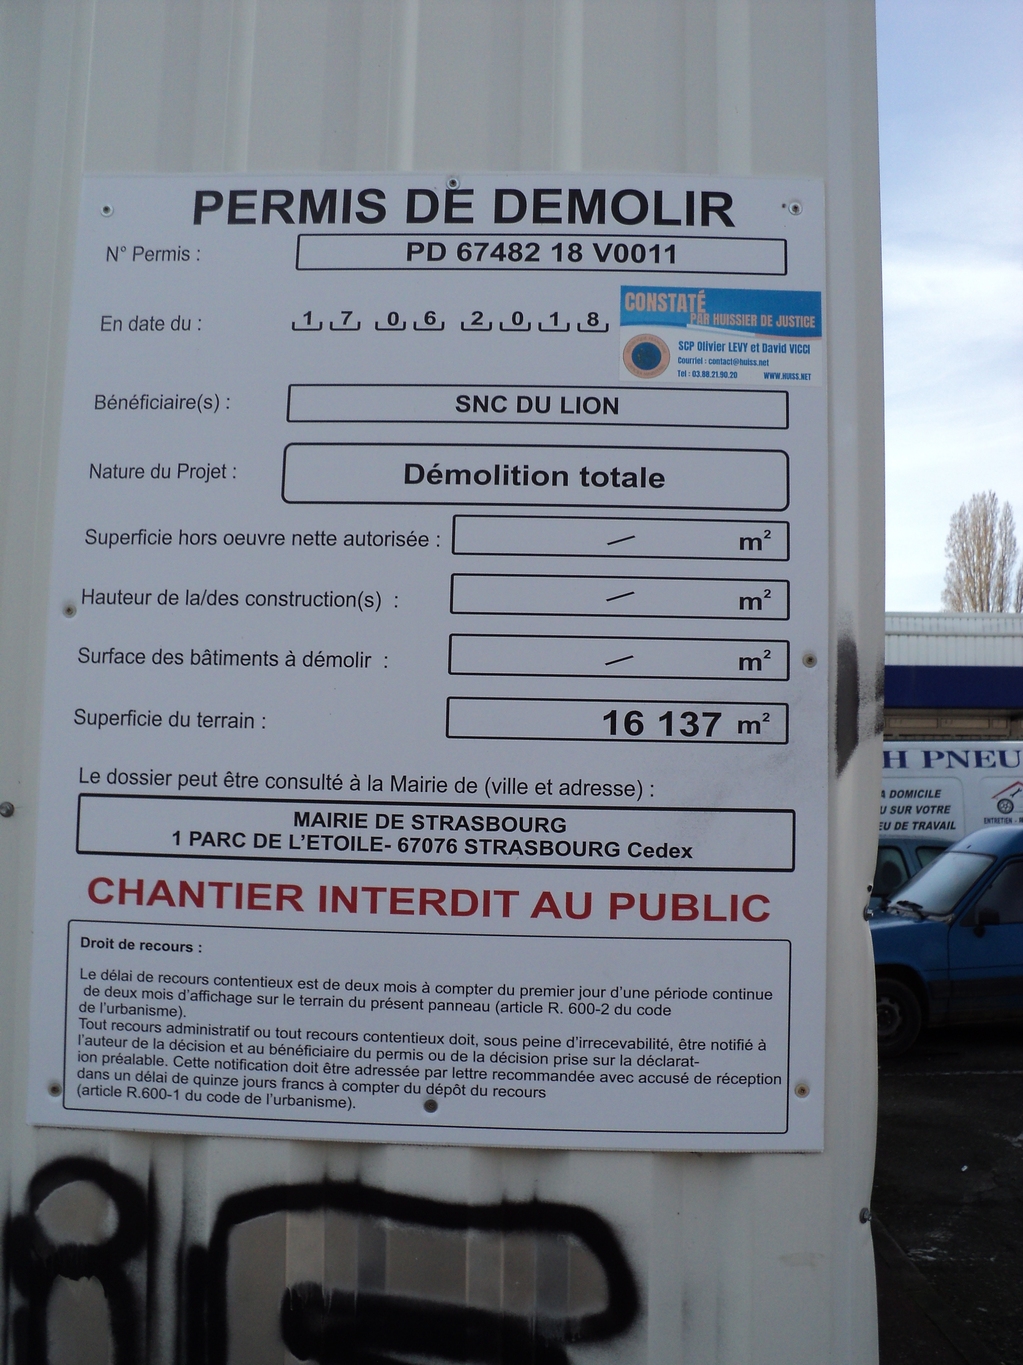 PERMIS DE DEMOLIR
N° Permis : PD 67482 18 V0011
En date du : 1 7 0 6 2 0 1 8
CONSTATÉ
PAR HUISSIER DE JUSTICE
SCP Olivier LEVY et David VICCI
Courriel : contact@huiss.net
Tel : 03.88.21.90.20 WWW.HUISS.NET
Bénéficiaire(s) : SNC DU LION
Nature du Projet : Démolition totale
Superficie hors oeuvre nette autorisée : — m²
Hauteur de la/des construction(s) : — m²
Surface des bâtiments à démolir : — m²
Superficie du terrain : 16 137 m²
Le dossier peut être consulté à la Mairie de (ville et adresse) :
MAIRIE DE STRASBOURG
1 PARC DE L'ETOILE- 67076 STRASBOURG Cedex
CHANTIER INTERDIT AU PUBLIC
Droit de recours :
Le délai de recours contentieux est de deux mois à compter du premier jour d'une période continue
de deux mois d'affichage sur le terrain du présent panneau (article R. 600-2 du code
de l'urbanisme).
Tout recours administratif ou tout recours contentieux doit, sous peine d'irrecevabilité, être notifié à
l'auteur de la décision et au bénéficiaire du permis ou de la décision prise sur la déclarat-
ion préalable. Cette notification doit être adressée par lettre recommandée avec accusé de réception
dans un délai de quinze jours francs à compter du dépôt du recours
(article R.600-1 du code de l'urbanisme).
H PNEU
A DOMICILE
U SUR VOTRE
EU DE TRAVAIL
ENTRETIEN